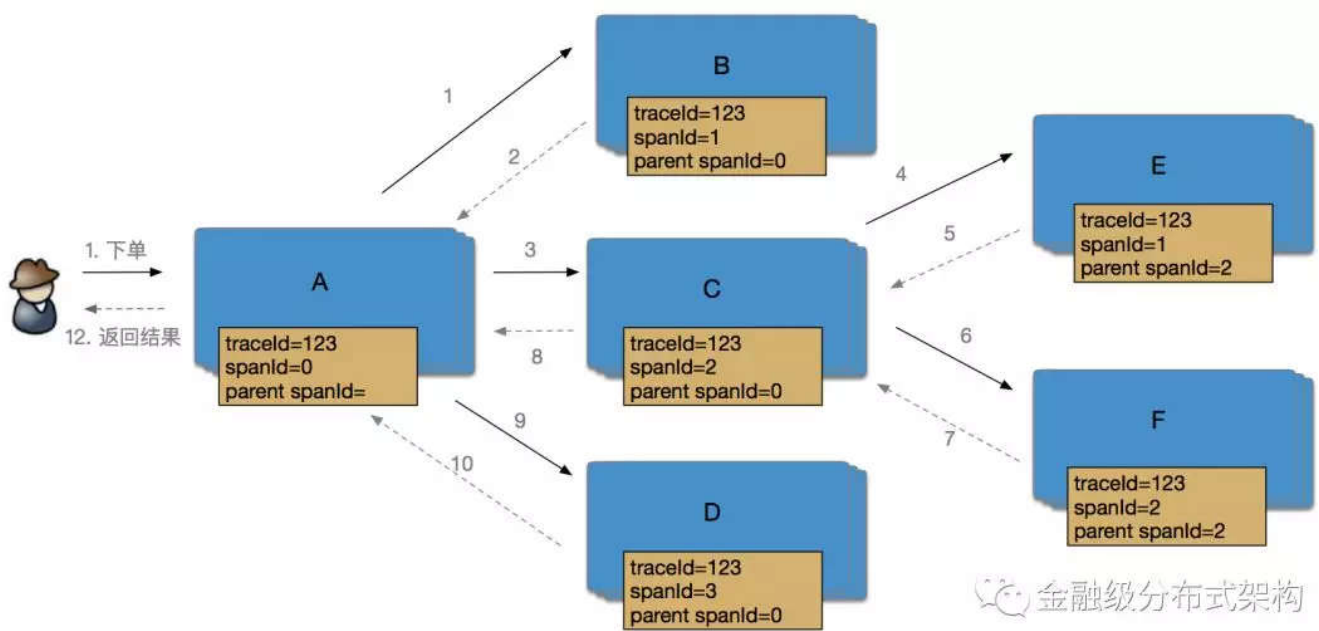 B
traceId=123
spanId=1
parent spanId=0
1
2
4
E
traceId=123
spanId=1
parent spanId=2
5
1. 下单
12. 返回结果
A
traceId=123
spanId=0
parent spanId=
3
8
C
traceId=123
spanId=2
parent spanId=0
6
7
F
traceId=123
spanId=2
parent spanId=2
9
10
D
traceId=123
spanId=3
parent spanId=0
金融级分布式架构